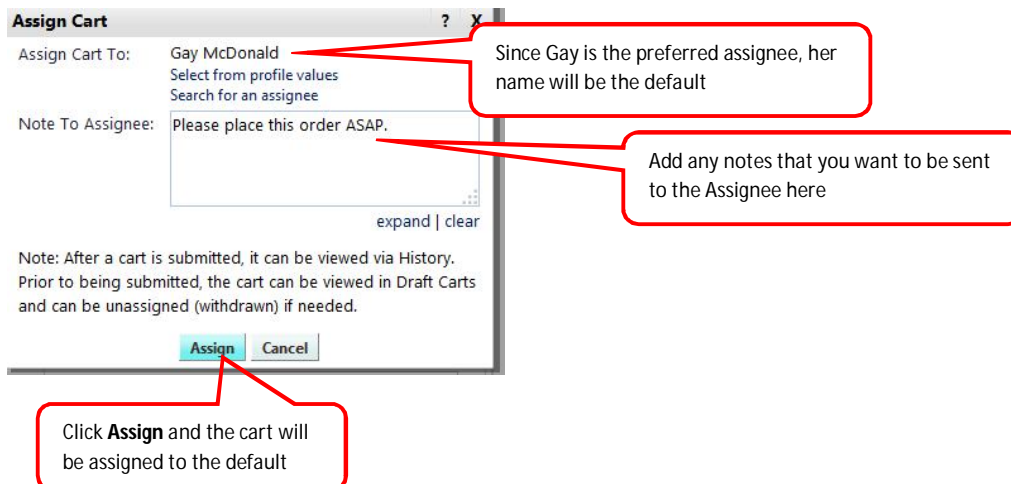 Assign Cart ? X
Assign Cart To: Gay McDonald
Select from profile values
Search for an assignee
Since Gay is the preferred assignee, her
name will be the default
Note To Assignee: Please place this order ASAP.
Add any notes that you want to be sent
to the Assignee here
expand | clear
Note: After a cart is submitted, it can be viewed via History.
Prior to being submitted, the cart can be viewed in Draft Carts
and can be unassigned (withdrawn) if needed.
Assign Cancel
Click Assign and the cart will
be assigned to the default